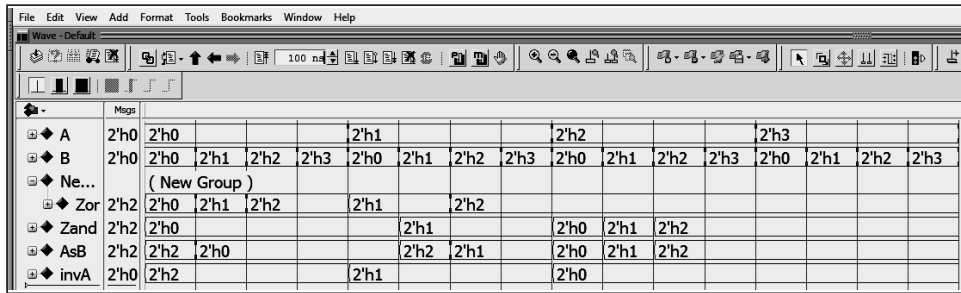 File Edit View Add Format Tools Bookmarks Window Help
Wave - Default
100 ns
Msgs
A 2'h0 2'h0 2'h1 2'h2 2'h3
B 2'h0 2'h0 2'h1 2'h2 2'h3 2'h0 2'h1 2'h2 2'h3 2'h0 2'h1 2'h2 2'h3 2'h0 2'h1 2'h2 2'h3
Ne... ( New Group )
Zor 2'h2 2'h0 2'h1 2'h2 2'h1 2'h2
Zand 2'h2 2'h0 2'h1 2'h0 2'h1 2'h2
AsB 2'h2 2'h2 2'h0 2'h2 2'h1 2'h0 2'h1 2'h2
invA 2'h0 2'h2 2'h1 2'h0